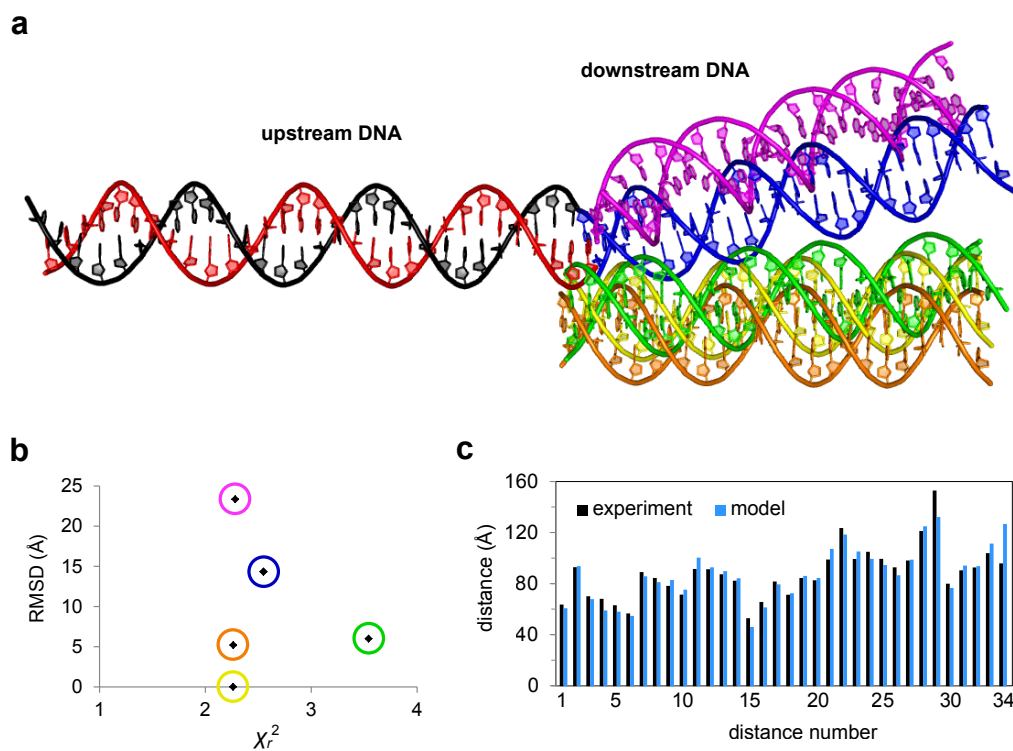 a
downstream DNA
upstream DNA
b
RMSD (Å)
25
20
15
10
5
0
1 2 3 4
χr²
c
distance (Å)
160
120
80
40
0
experiment model
1 5 10 15 20 25 30 34
distance number